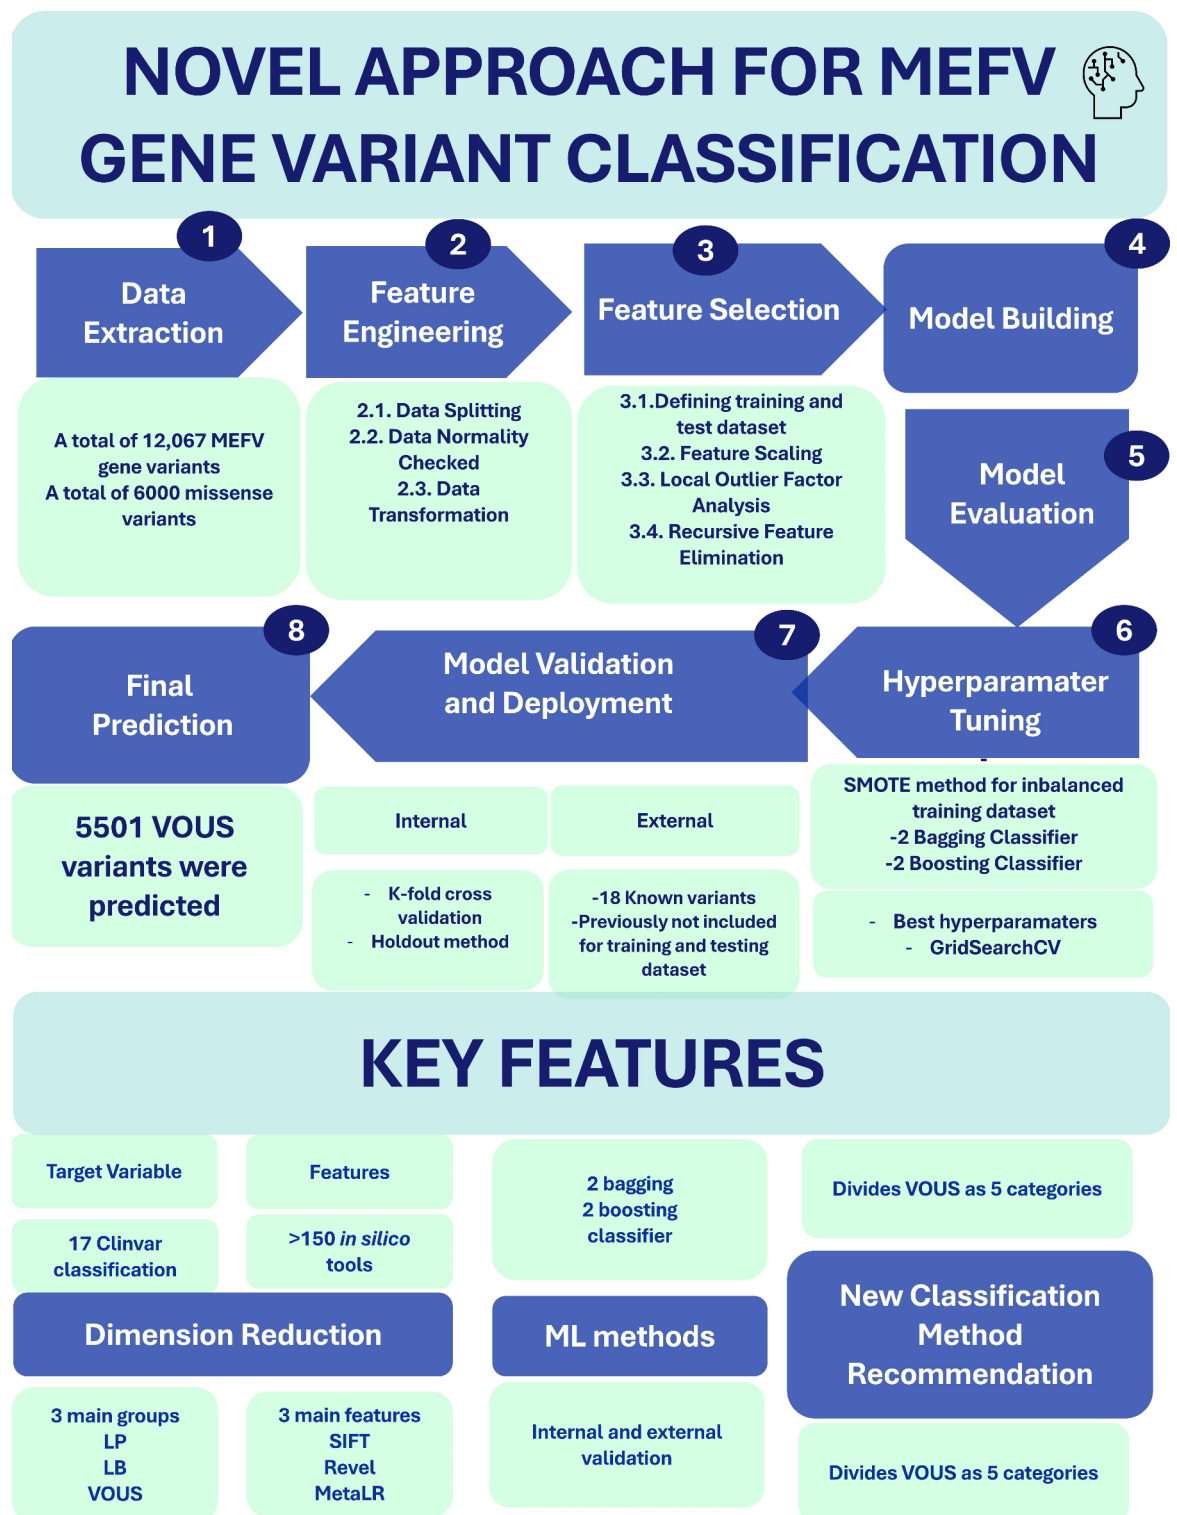 NOVEL APPROACH FOR MEFV
GENE VARIANT CLASSIFICATION
1
Data
Extraction
A total of 12,067 MEFV
gene variants
A total of 6000 missense
variants
2
Feature
Engineering
2.1. Data Splitting
2.2. Data Normality
Checked
2.3. Data
Transformation
3
Feature Selection
3.1.Defining training and
test dataset
3.2. Feature Scaling
3.3. Local Outlier Factor
Analysis
3.4. Recursive Feature
Elimination
4
Model Building
5
Model
Evaluation
6
Hyperparamater
Tuning
SMOTE method for inbalanced
training dataset
-2 Bagging Classifier
-2 Boosting Classifier
- Best hyperparamaters
- GridSearchCV
7
Model Validation
and Deployment
Internal
- K-fold cross
validation
- Holdout method
External
-18 Known variants
-Previously not included
for training and testing
dataset
8
Final
Prediction
5501 VOUS
variants were
predicted
KEY FEATURES
Target Variable
17 Clinvar
classification
Features
>150 in silico
tools
Dimension Reduction
3 main groups
LP
LB
VOUS
3 main features
SIFT
Revel
MetaLR
2 bagging
2 boosting
classifier
ML methods
Internal and external
validation
Divides VOUS as 5 categories
New Classification
Method
Recommendation
Divides VOUS as 5 categories